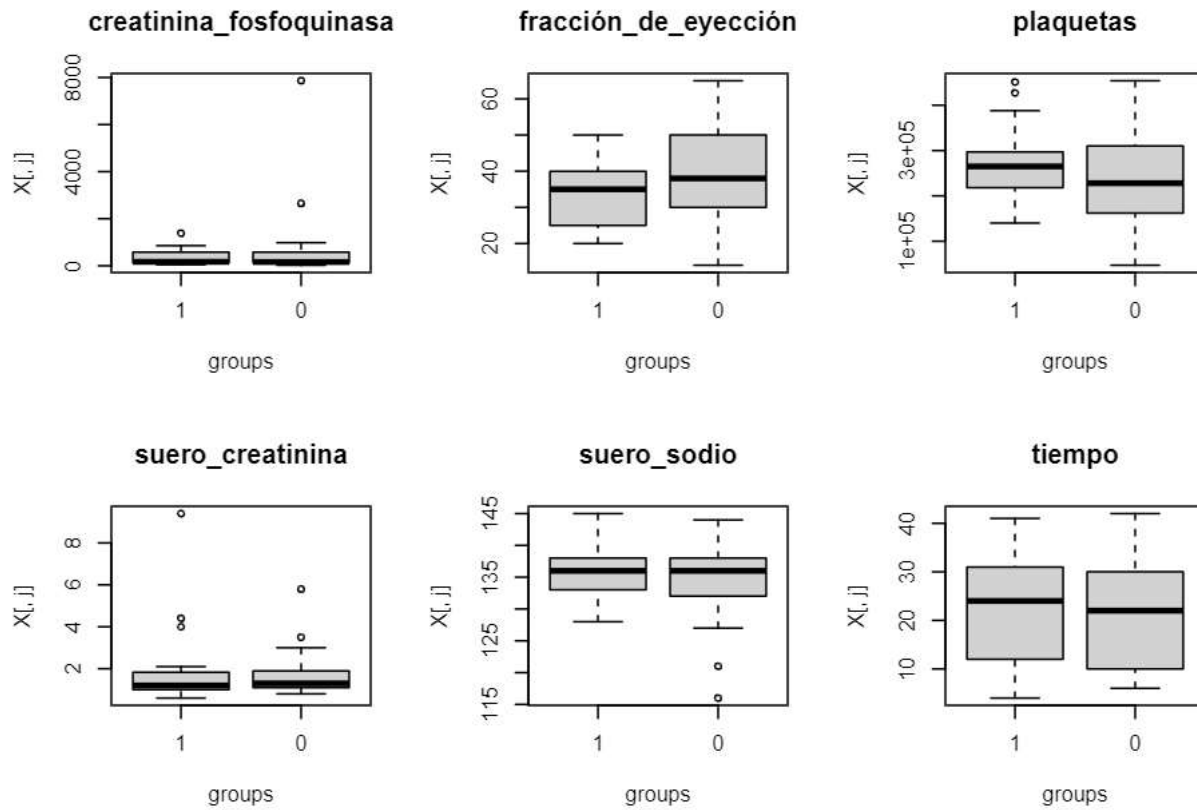 creatinina_fosfoquinasa
X[, j]
0 4000 8000
1 0
groups
fracción_de_eyección
X[, j]
20 40 60
1 0
groups
plaquetas
X[, j]
1e+05 3e+05
1 0
groups
suero_creatinina
X[, j]
2 4 6 8
1 0
groups
suero_sodio
X[, j]
115 125 135 145
1 0
groups
tiempo
X[, j]
10 20 30 40
1 0
groups